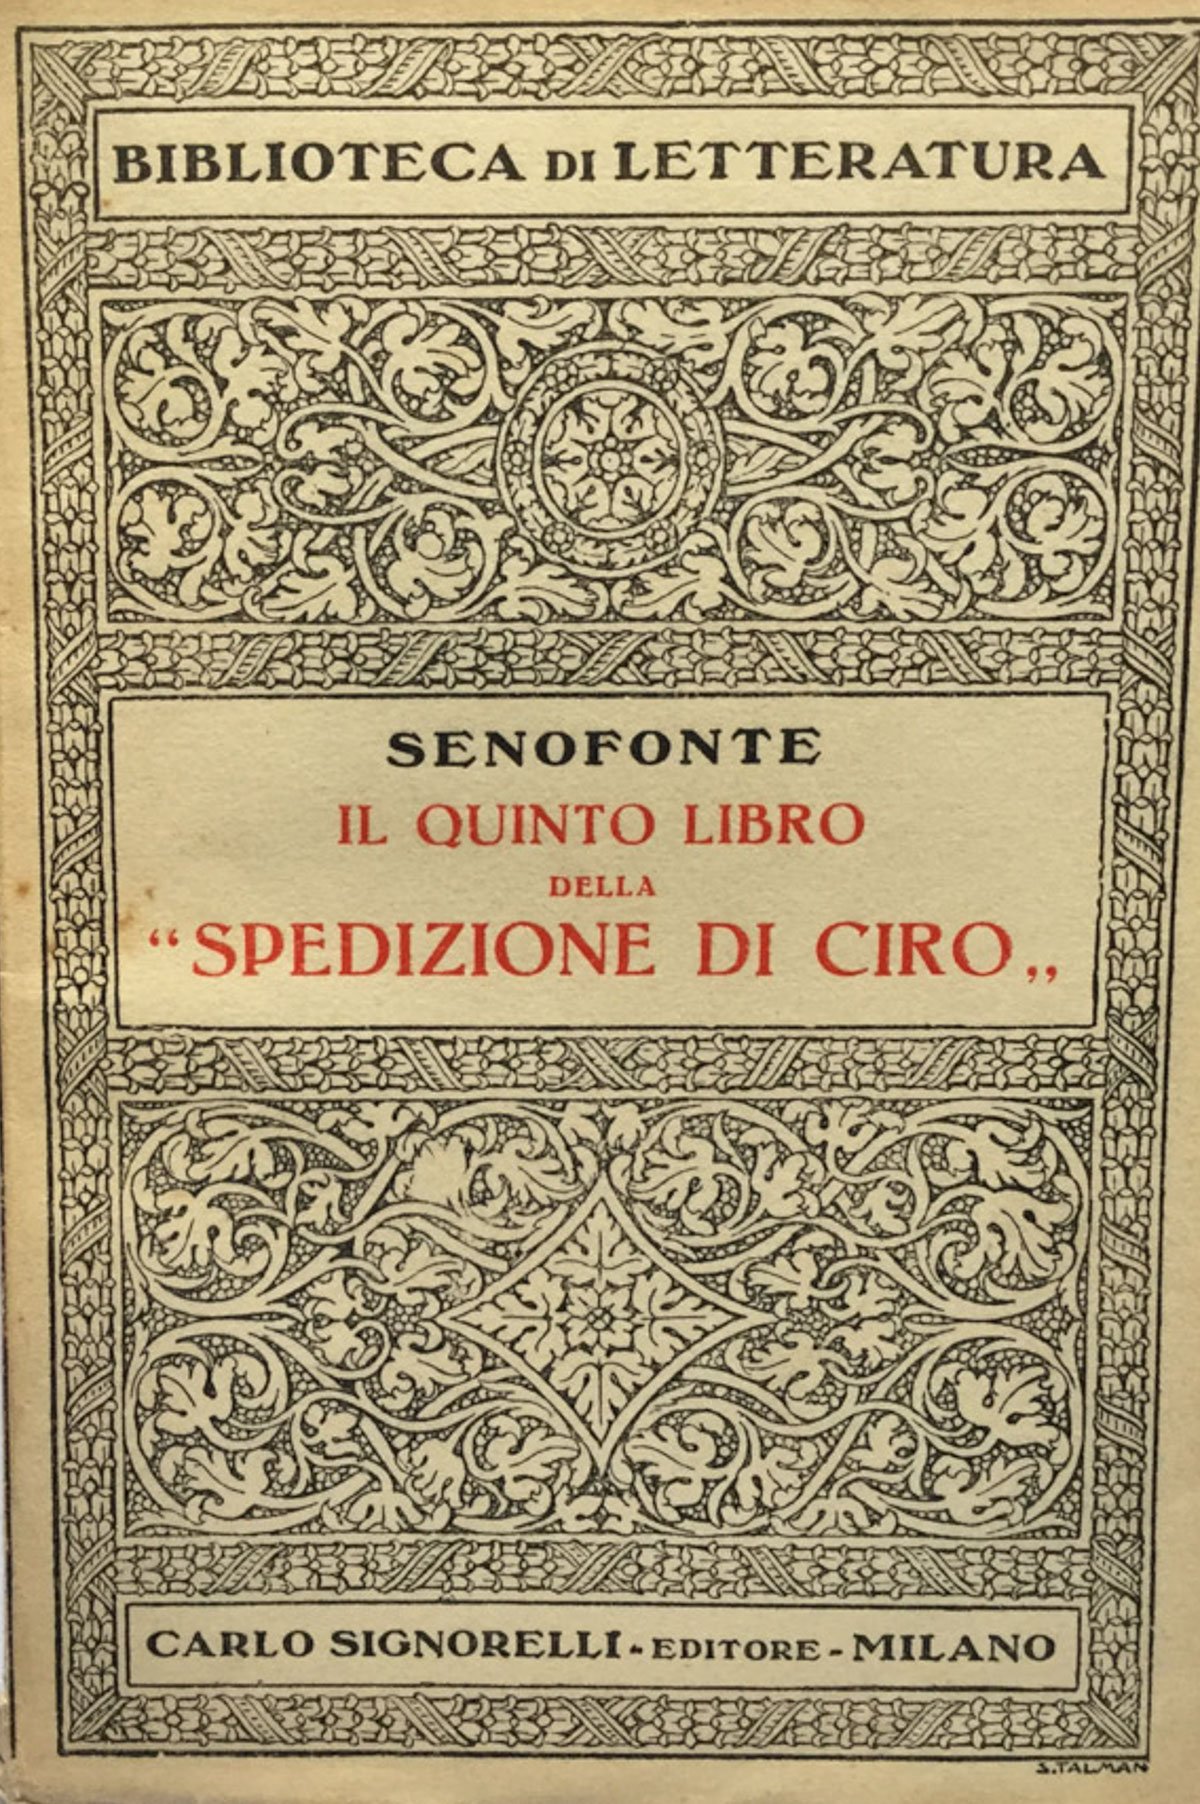 BIBLIOTECA DI LETTERATURA
SENOFONTE
IL QUINTO LIBRO
DELLA
“SPEDIZIONE DI CIRO„
CARLO SIGNORELLI - EDITORE - MILANO
S. TALMAN